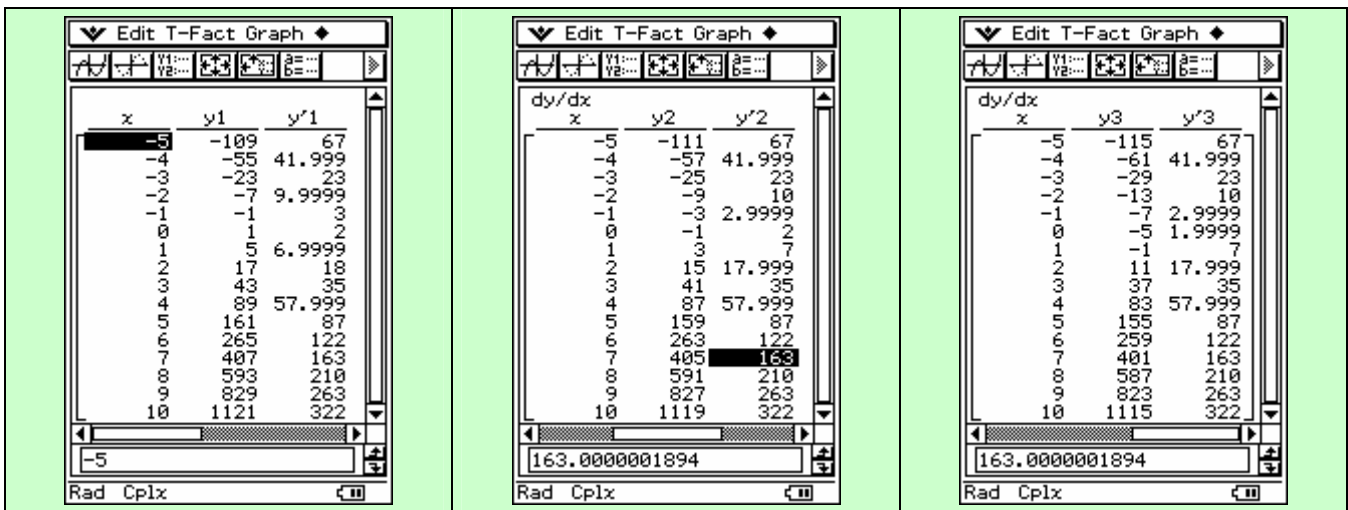 Edit T-Fact Graph ◆
x y1 y′1
-5 -109 67
-4 -55 41.999
-3 -23 23
-2 -7 9.9999
-1 -1 3
0 1 2
1 5 6.9999
2 17 18
3 43 35
4 89 57.999
5 161 87
6 265 122
7 407 163
8 593 210
9 829 263
10 1121 322
-5
Rad Cplx
Edit T-Fact Graph ◆
dy/dx
x y2 y′2
-5 -111 67
-4 -57 41.999
-3 -25 23
-2 -9 10
-1 -3 2.9999
0 -1 2
1 3 7
2 15 17.999
3 41 35
4 87 57.999
5 159 87
6 263 122
7 405 163
8 591 210
9 827 263
10 1119 322
163.0000001894
Rad Cplx
Edit T-Fact Graph ◆
dy/dx
x y3 y′3
-5 -115 67
-4 -61 41.999
-3 -29 23
-2 -13 10
-1 -7 2.9999
0 -5 1.9999
1 -1 7
2 11 17.999
3 37 35
4 83 57.999
5 155 87
6 259 122
7 401 163
8 587 210
9 823 263
10 1115 322
163.0000001894
Rad Cplx